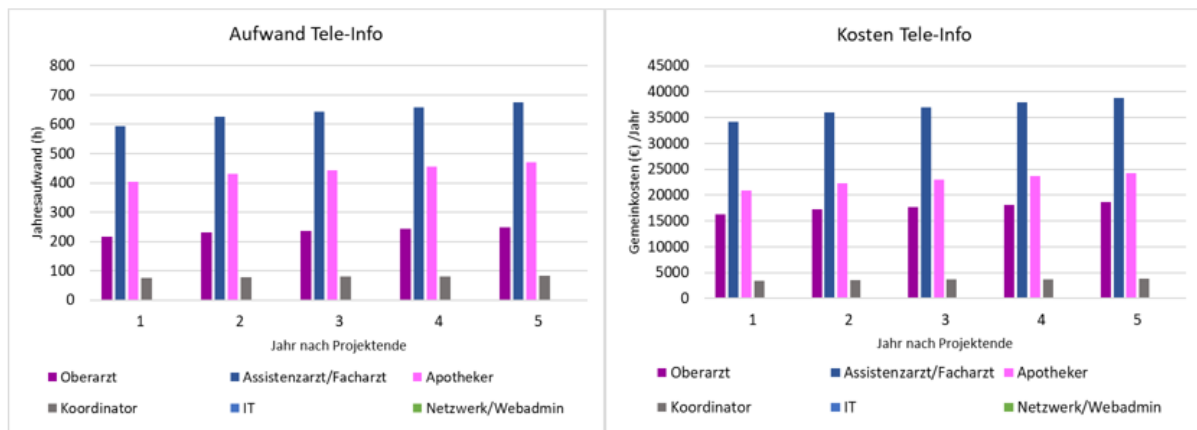 Aufwand Tele-Info
Jahresaufwand (h)
800
700
600
500
400
300
200
100
0
1 2 3 4 5
Jahr nach Projektende
Oberarzt Assistenzarzt/Facharzt Apotheker
Koordinator IT Netzwerk/Webadmin
Kosten Tele-Info
Gemeinkosten (€) /Jahr
45000
40000
35000
30000
25000
20000
15000
10000
5000
0
1 2 3 4 5
Jahr nach Projektende
Oberarzt Assistenzarzt/Facharzt Apotheker
Koordinator IT Netzwerk/Webadmin